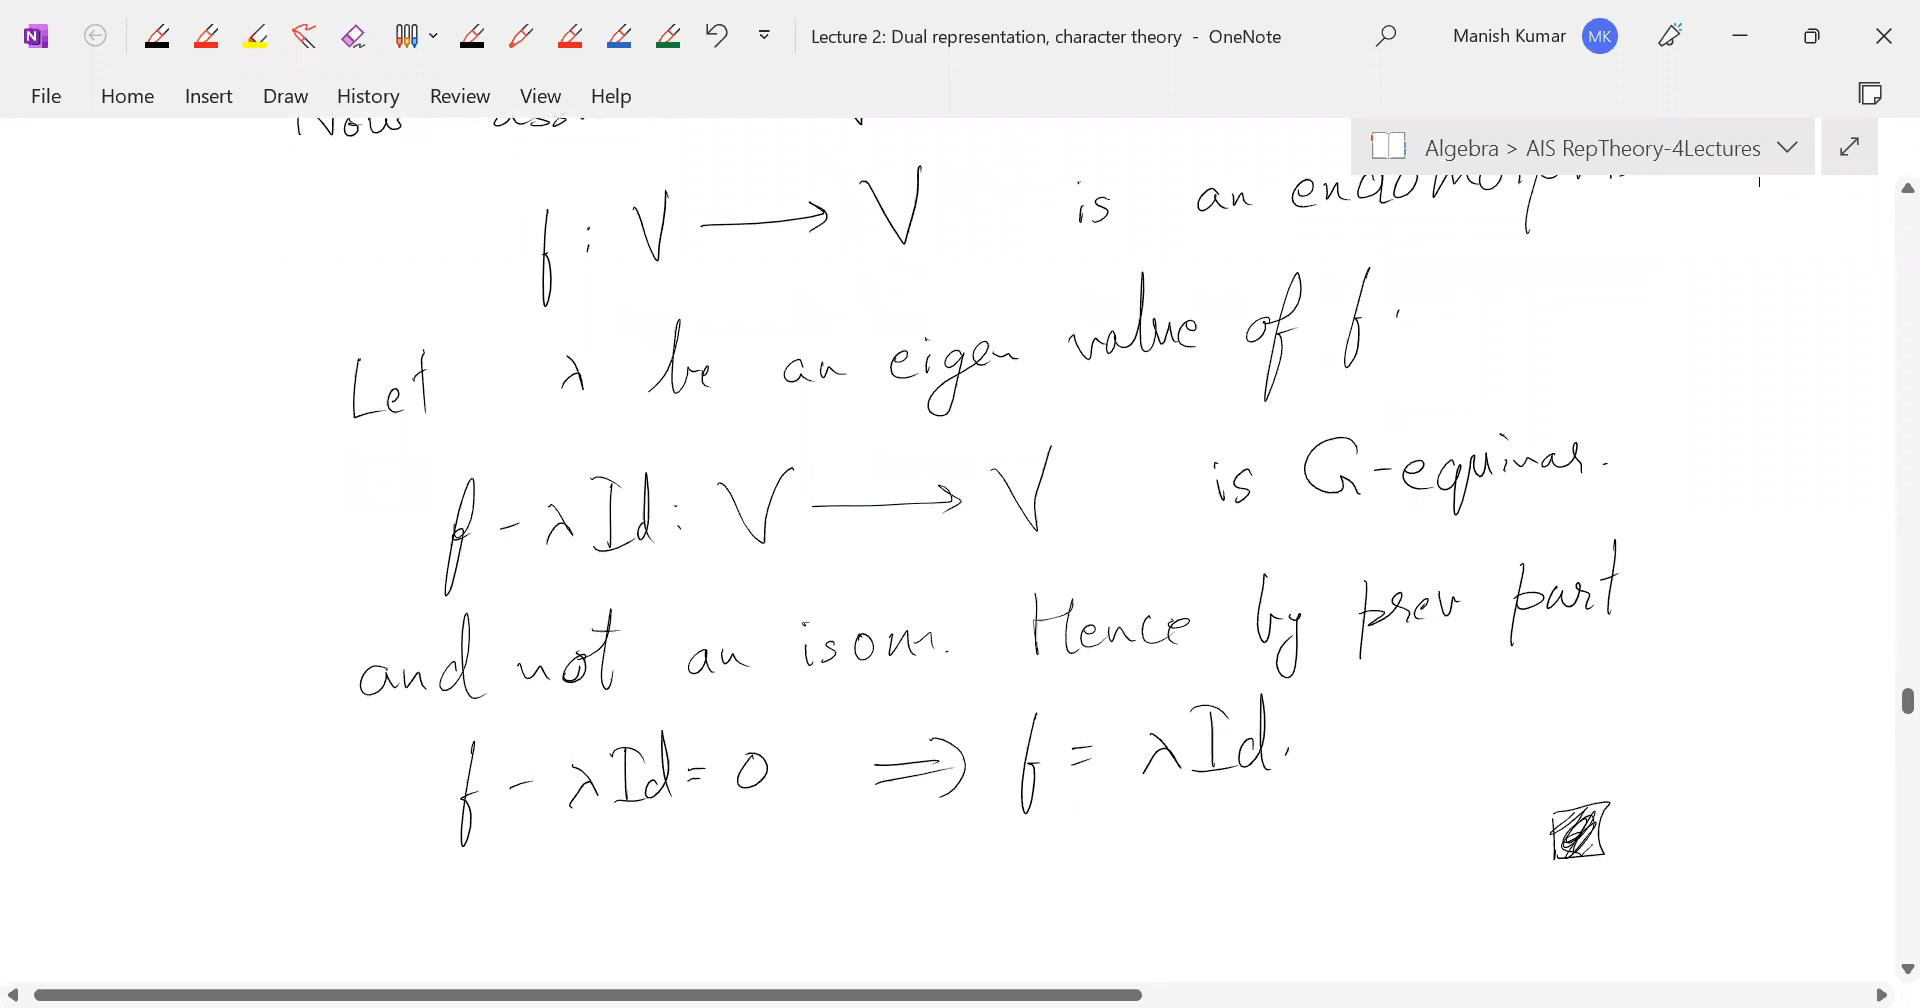 Lecture 2: Dual representation, character theory - OneNote
Manish Kumar
MK
File Home Insert Draw History Review View Help
Algebra > AIS RepTheory-4Lectures
Now
f : V → V is an
Let λ be an eigen value of f.
f - λ Id : V → V is G-equivar.
and not an isom. Hence by prev part
f - λ Id = 0 ⟹ f = λ Id.